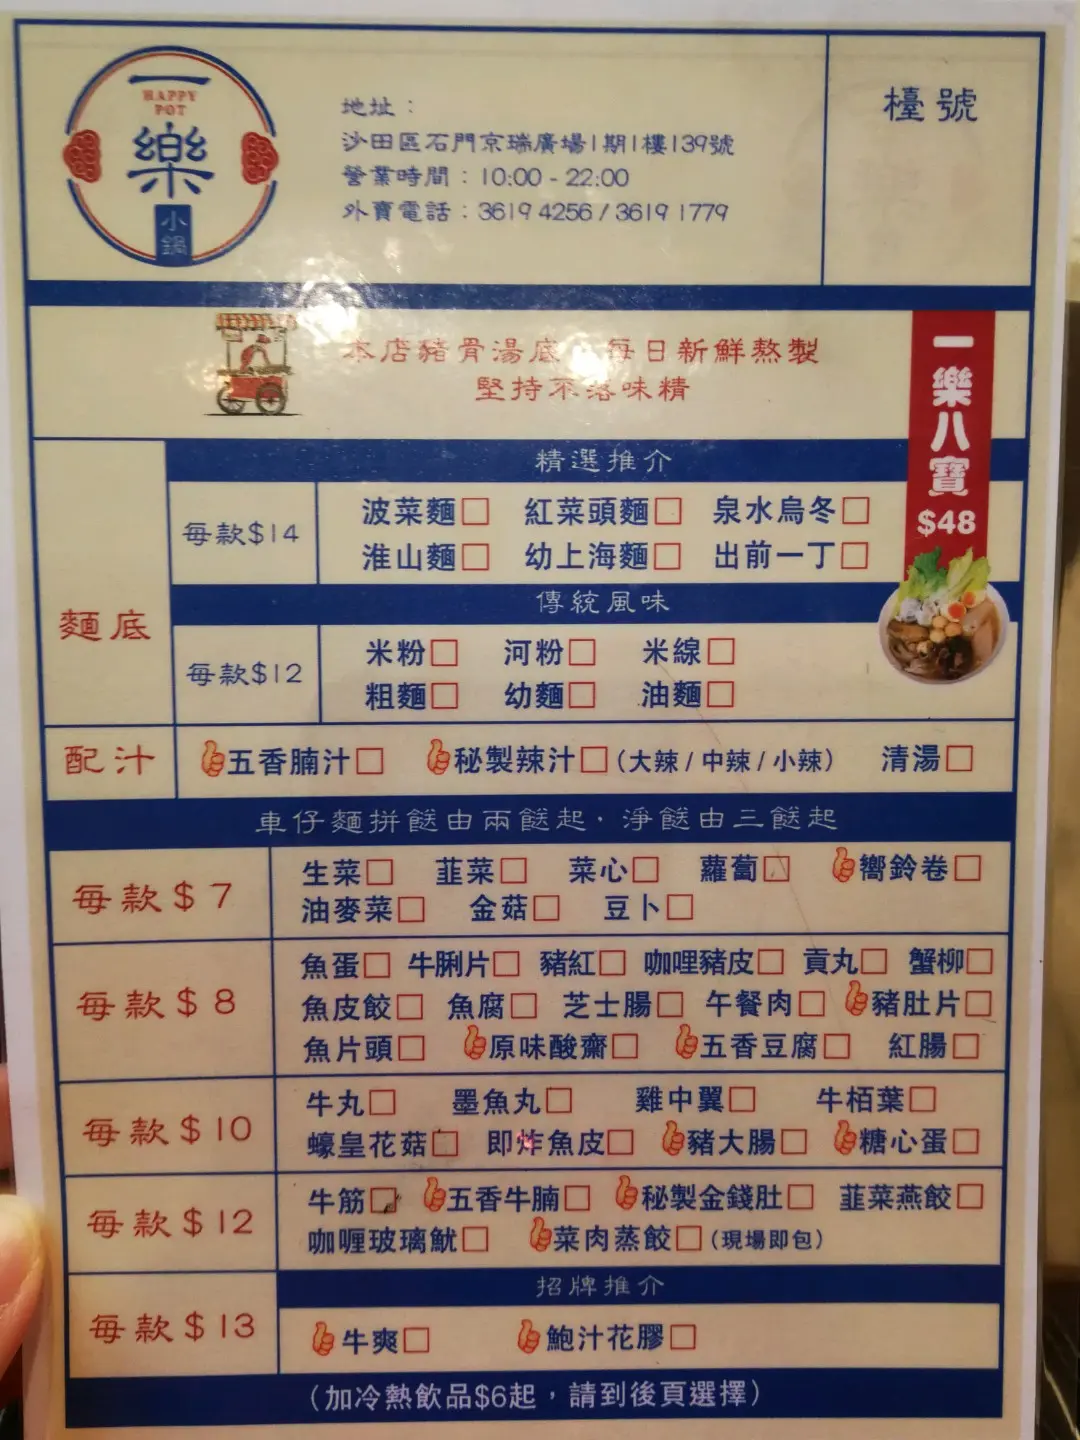 一
HAPPY
POT
樂
小鍋
地址：
沙田區石門京瑞廣場1期1樓139號
營業時間：10:00 - 22:00
外賣電話：3619 4256 / 3619 1779
檯號
本店豬骨湯底 每日新鮮熬製
堅持不落味精
一樂八寶
$48
麵底
精選推介
每款$14
波菜麵□ 紅菜頭麵□ 泉水烏冬□
淮山麵□ 幼上海麵□ 出前一丁□
傳統風味
每款$12
米粉□ 河粉□ 米線□
粗麵□ 幼麵□ 油麵□
配汁
五香腩汁□ 秘製辣汁□(大辣 / 中辣 / 小辣) 清湯□
車仔麵拼餸由兩餸起，淨餸由三餸起
每款$7
生菜□ 韮菜□ 菜心□ 蘿蔔□ 嚮鈴卷□
油麥菜□ 金菇□ 豆卜□
每款$8
魚蛋□ 牛脷片□ 豬紅□ 咖哩豬皮□ 貢丸□ 蟹柳□
魚皮餃□ 魚腐□ 芝士腸□ 午餐肉□ 豬肚片□
魚片頭□ 原味酸齋□ 五香豆腐□ 紅腸□
每款$10
牛丸□ 墨魚丸□ 雞中翼□ 牛栢葉□
蠔皇花菇□ 即炸魚皮□ 豬大腸□ 糖心蛋□
每款$12
牛筋□ 五香牛腩□ 秘製金錢肚□ 韮菜燕餃□
咖喱玻璃魷□ 菜肉蒸餃□(現場即包)
每款$13
招牌推介
牛爽□ 鮑汁花膠□
(加冷熱飲品$6起，請到後頁選擇)